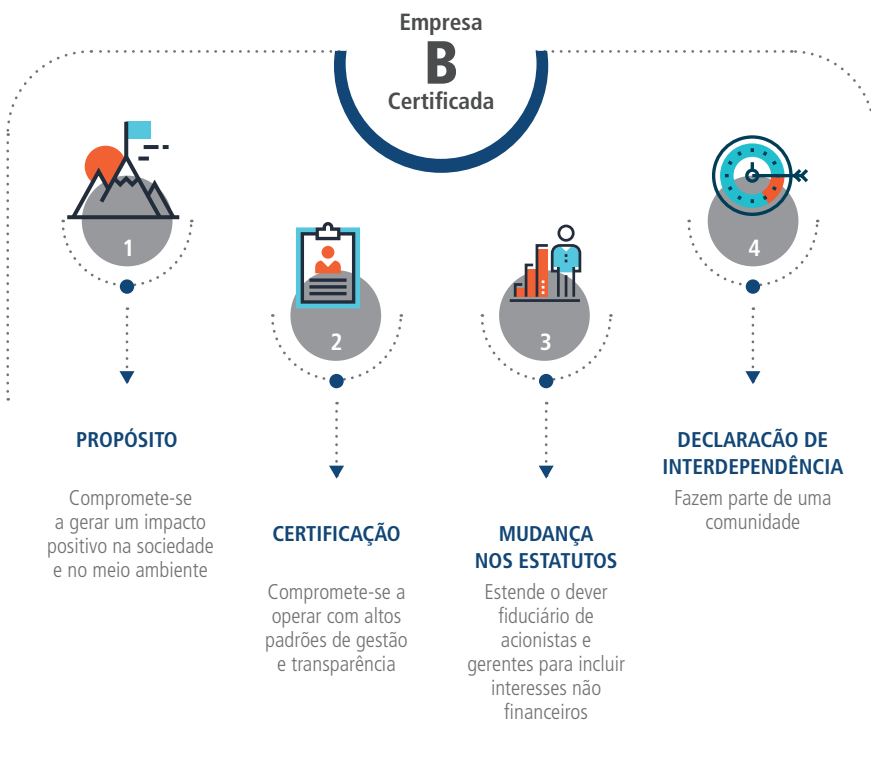 Empresa
B
Certificada
1
PROPÓSITO
Compromete-se
a gerar um impacto
positivo na sociedade
e no meio ambiente
2
CERTIFICAÇÃO
Compromete-se a
operar com altos
padrões de gestão
e transparência
3
MUDANÇA
NOS ESTATUTOS
Estende o dever
fiduciário de
acionistas e
gerentes para incluir
interesses não
financeiros
4
DECLARACÃO DE
INTERDEPENDÊNCIA
Fazem parte de uma
comunidade